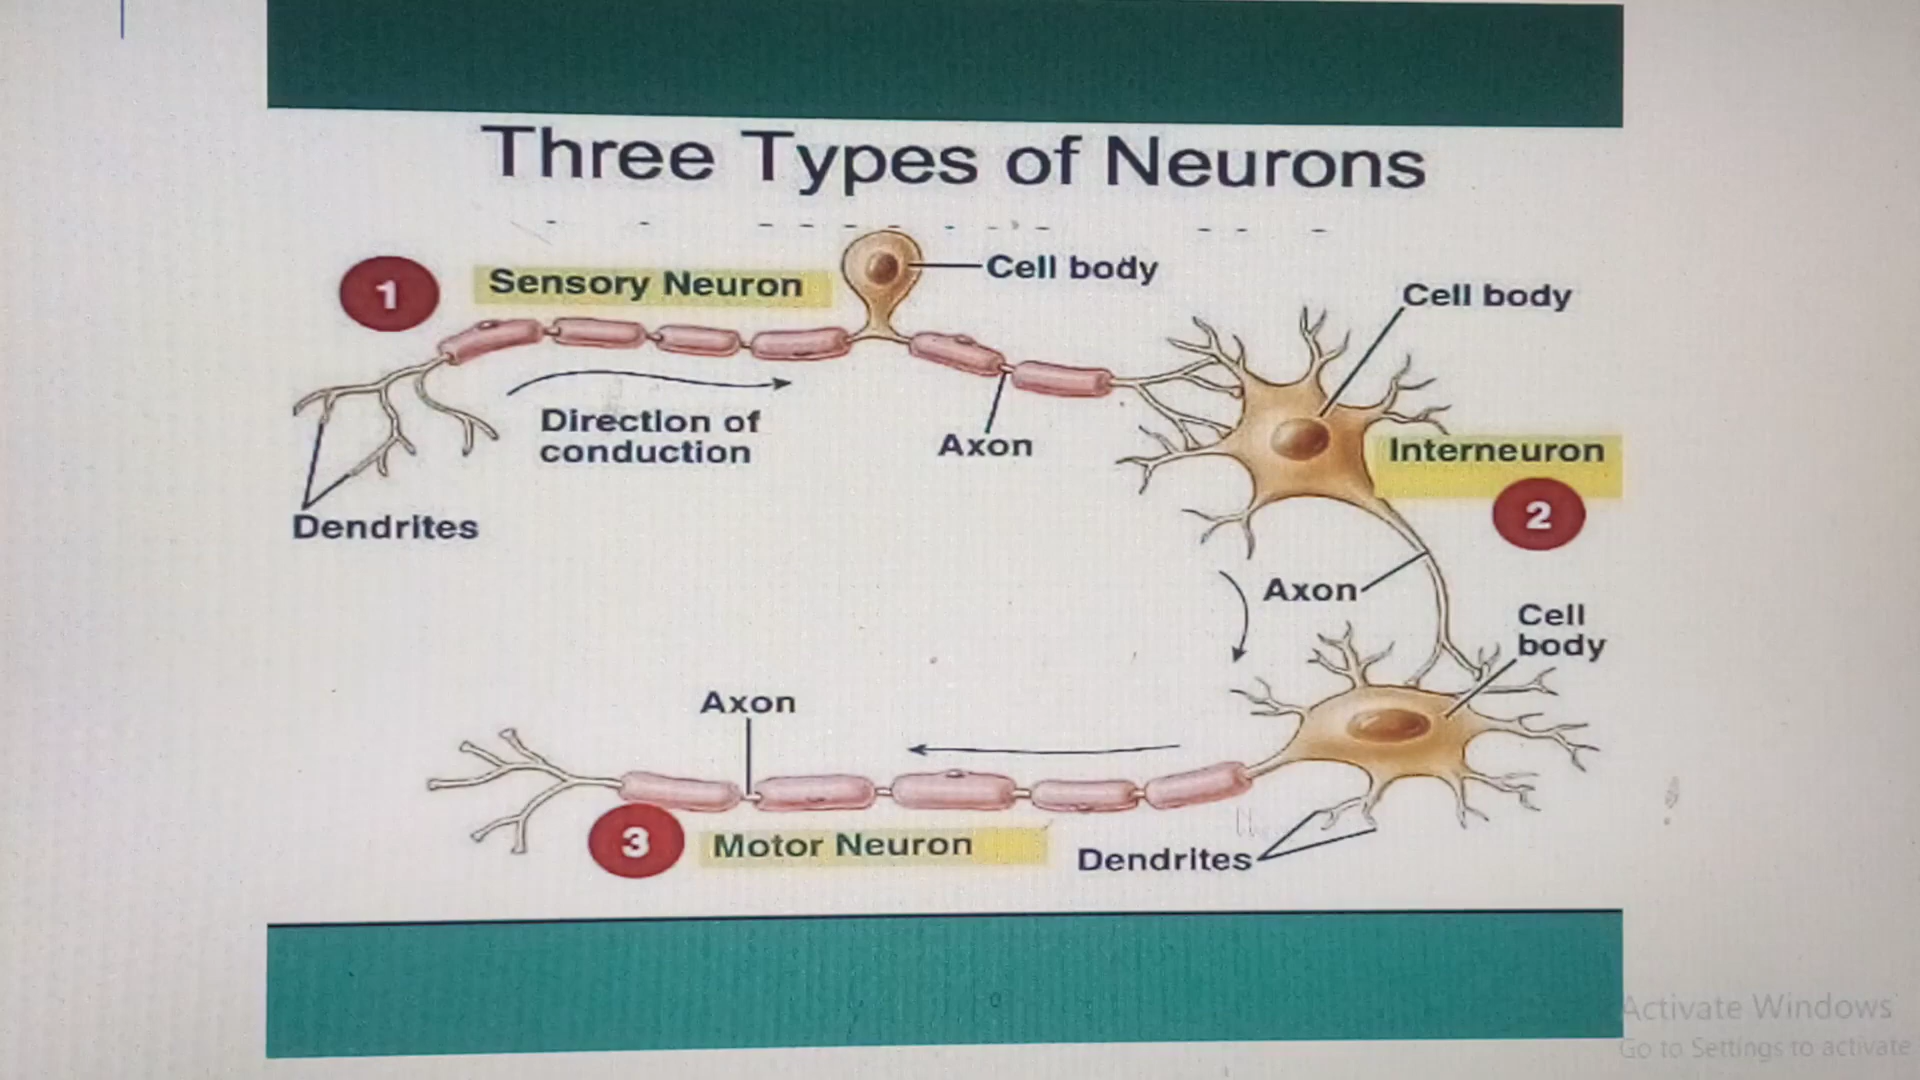 Three Types of Neurons
1
Sensory Neuron
Cell body
Cell body
Direction of
conduction
Axon
Interneuron
2
Dendrites
Axon
Cell
body
Axon
3
Motor Neuron
Dendrites
Activate Windows
Go to Settings to activate